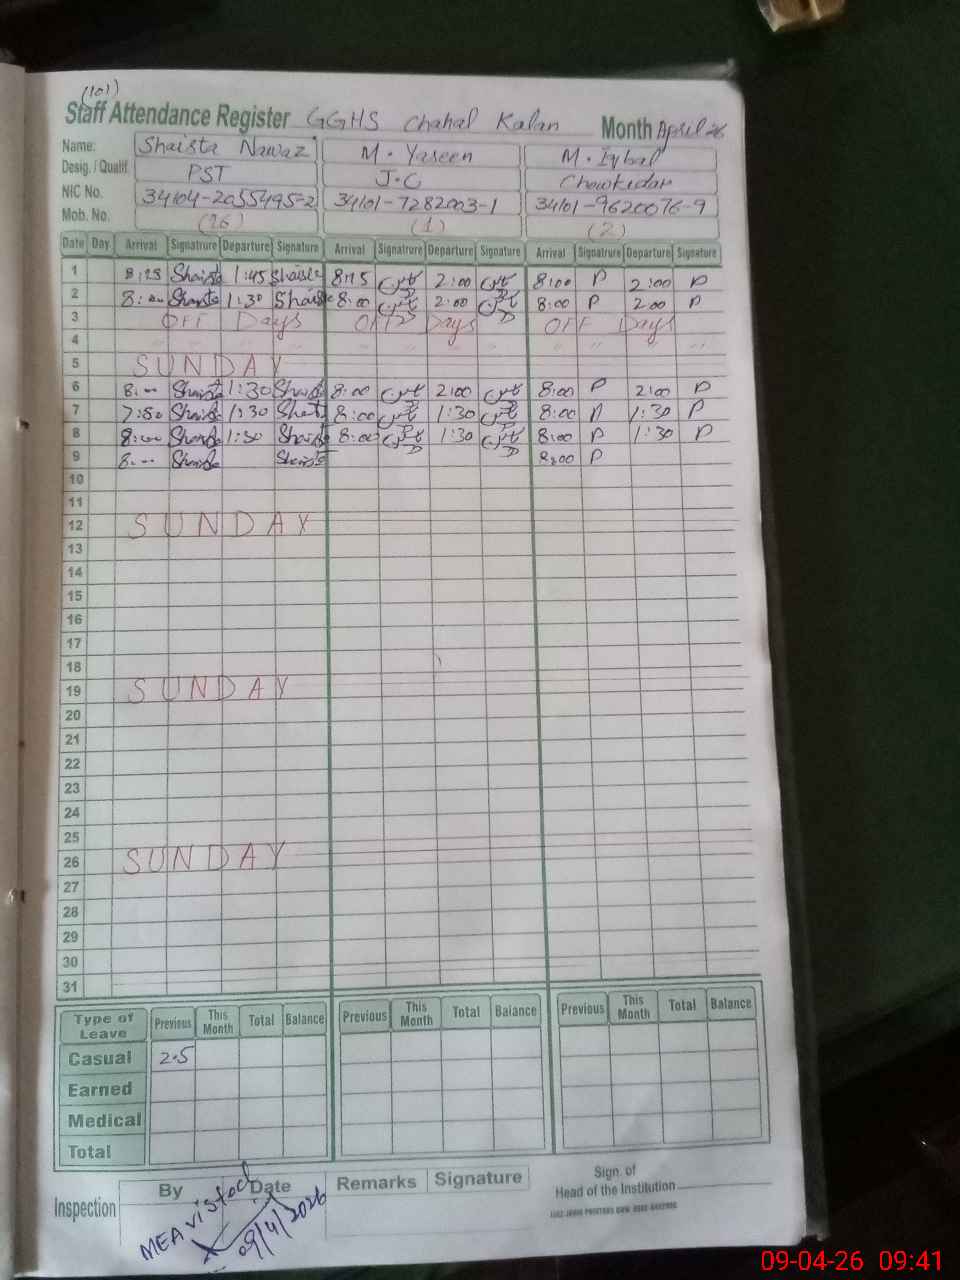 (101)
Staff Attendance Register GGHS Chahal Kalan Month April 26
Name: Shaista Nawaz M. Yaseen M. Iqbal
Desig. / Qualif. PST J.C Chowkidar
NIC No. 34104-2055495-2 34101-7282003-1 34101-9620076-9
Mob. No. (26) (1) (2)
Date Day Arrival Signatrure Departure Signature Arrival Signatrure Departure Signature Arrival Signatrure Departure Signature
1 8:25 Shaista 1:45 Shaista 8:15 2:00 8:00 P 2:00 P
2 8:00 Shaista 1:30 Shaista 8:00 2:00 8:00 P 2:00 P
3 OFF Days OFF Days OFF Days
4 " " " " " " "
5 SUNDAY
6 8:00 Shaista 1:30 Shaista 8:00 2:00 8:00 P 2:00 P
7 7:50 Shaista 1:30 Shaista 8:00 1:30 8:00 P 1:30 P
8 8:00 Shaista 1:30 Shaista 8:00 1:30 8:00 P 1:30 P
9 8:00 Shaista Shaista 8:00 P
10
11
12 SUNDAY
13
14
15
16
17
18
19 SUNDAY
20
21
22
23
24
25
26 SUNDAY
27
28
29
30
31
Type of Leave Previous This Month Total Balance Previous This Month Total Balance Previous This Month Total Balance
Casual 2.5
Earned
Medical
Total
Inspection By Date Remarks Signature Sign. of
Head of the Institution
MEA visited
09/4/2026
09-04-26 09:41